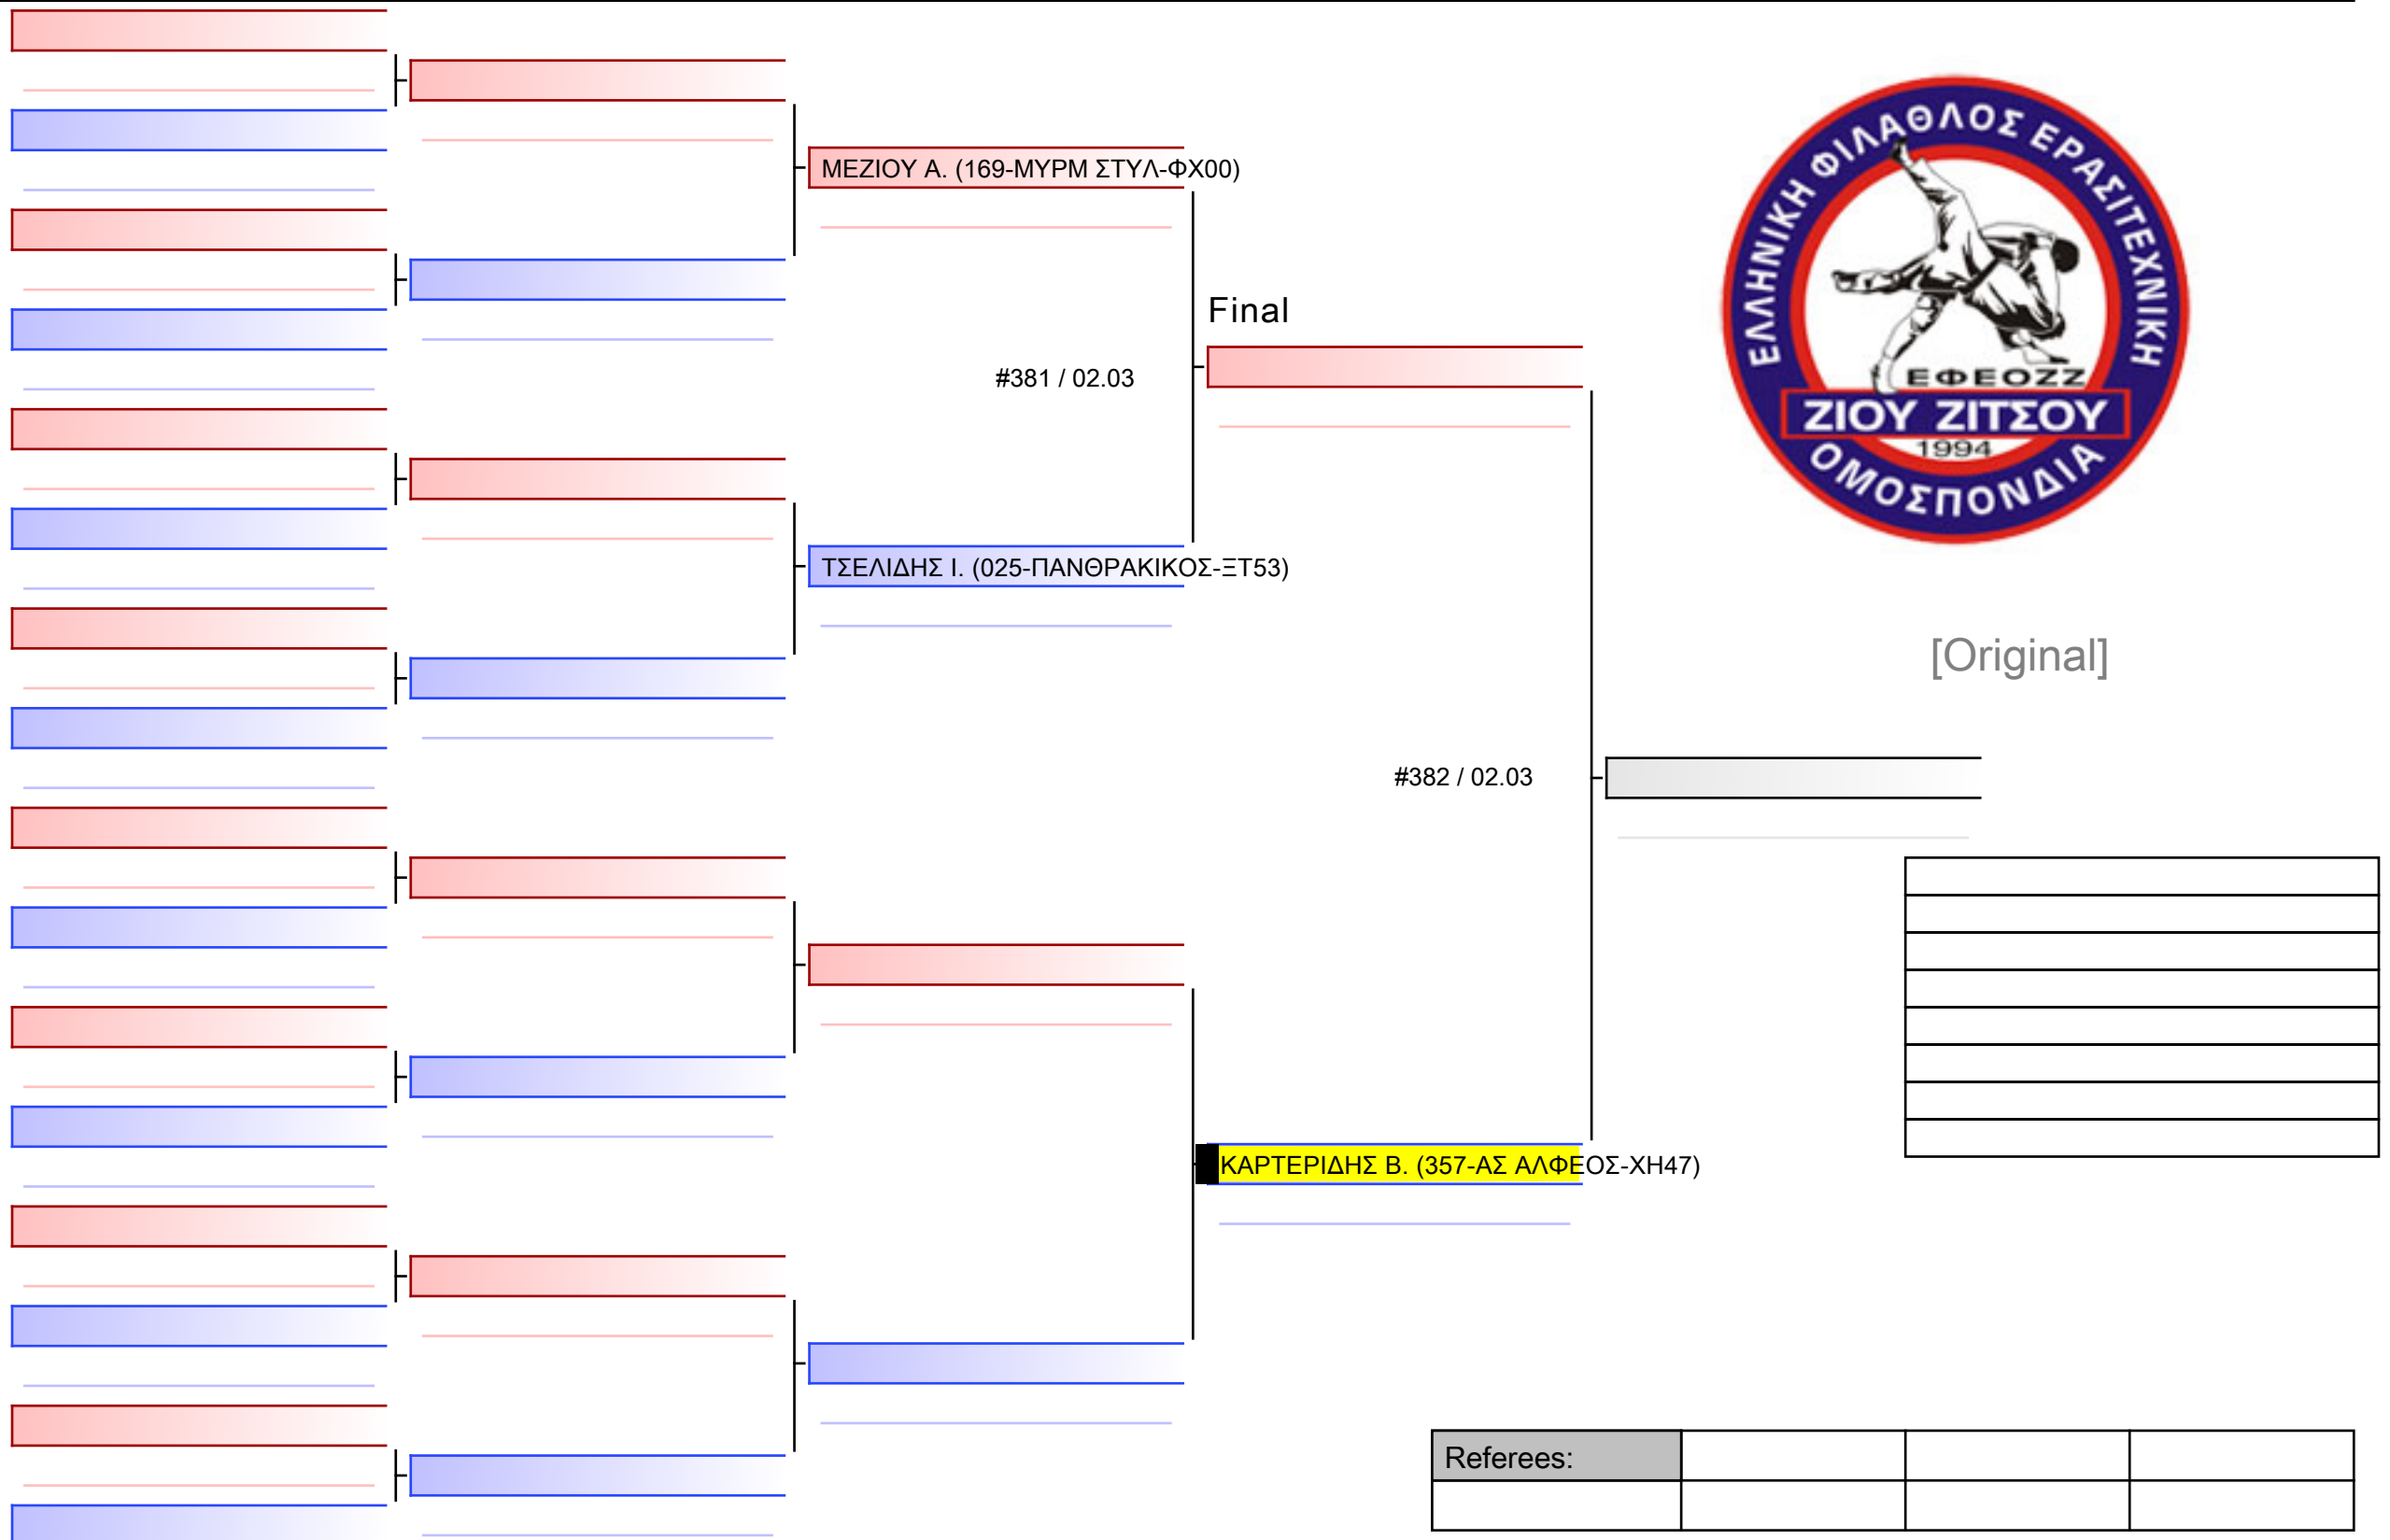 ΜΕΖΙΟΥ Α. (169-ΜΥΡΜ ΣΤΥΛ-ΦΧ00)
ΕΛΛΗΝΙΚΗ ΦΙΛΑΘΛΟΣ ΕΡΑΣΙΤΕΧΝΙΚΗ
Final
#381 / 02.03
ΕΦΕΟΖΖ
ΖΙΟΥ ΖΙΤΣΟΥ
1994
ΟΜΟΣΠΟΝΔΙΑ
ΤΣΕΛΙΔΗΣ Ι. (025-ΠΑΝΘΡΑΚΙΚΟΣ-ΞΤ53)
[Original]
#382 / 02.03
ΚΑΡΤΕΡΙΔΗΣ Β. (357-ΑΣ ΑΛΦΕΟΣ-ΧΗ47)
Referees: